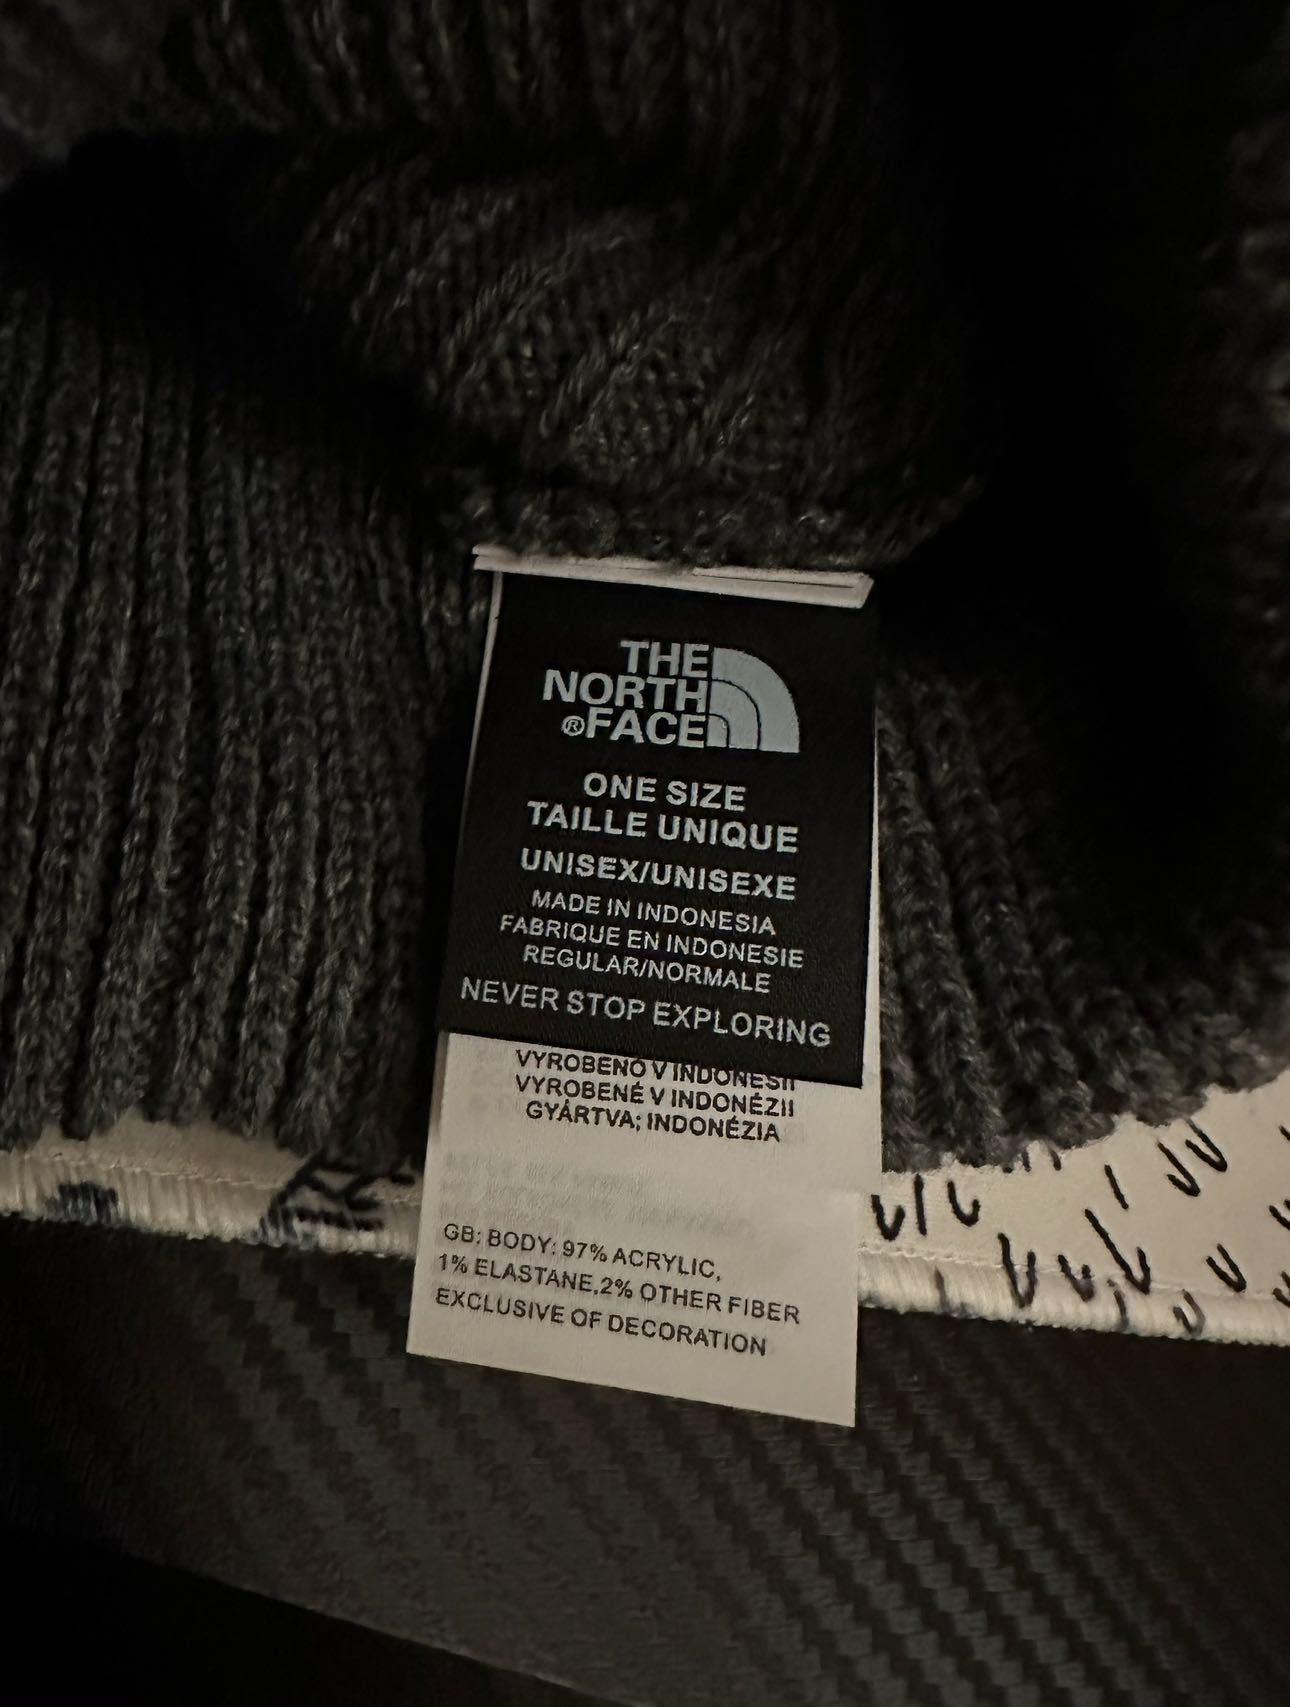 THE
NORTH
®FACE
ONE SIZE
TAILLE UNIQUE
UNISEX/UNISEXE
MADE IN INDONESIA
FABRIQUE EN INDONESIE
REGULAR/NORMALE
NEVER STOP EXPLORING
VYROBENO V INDONESII
VYROBENÉ V INDONÉZII
GYÁRTVA; INDONÉZIA
GB: BODY: 97% ACRYLIC,
1% ELASTANE,2% OTHER FIBER
EXCLUSIVE OF DECORATION